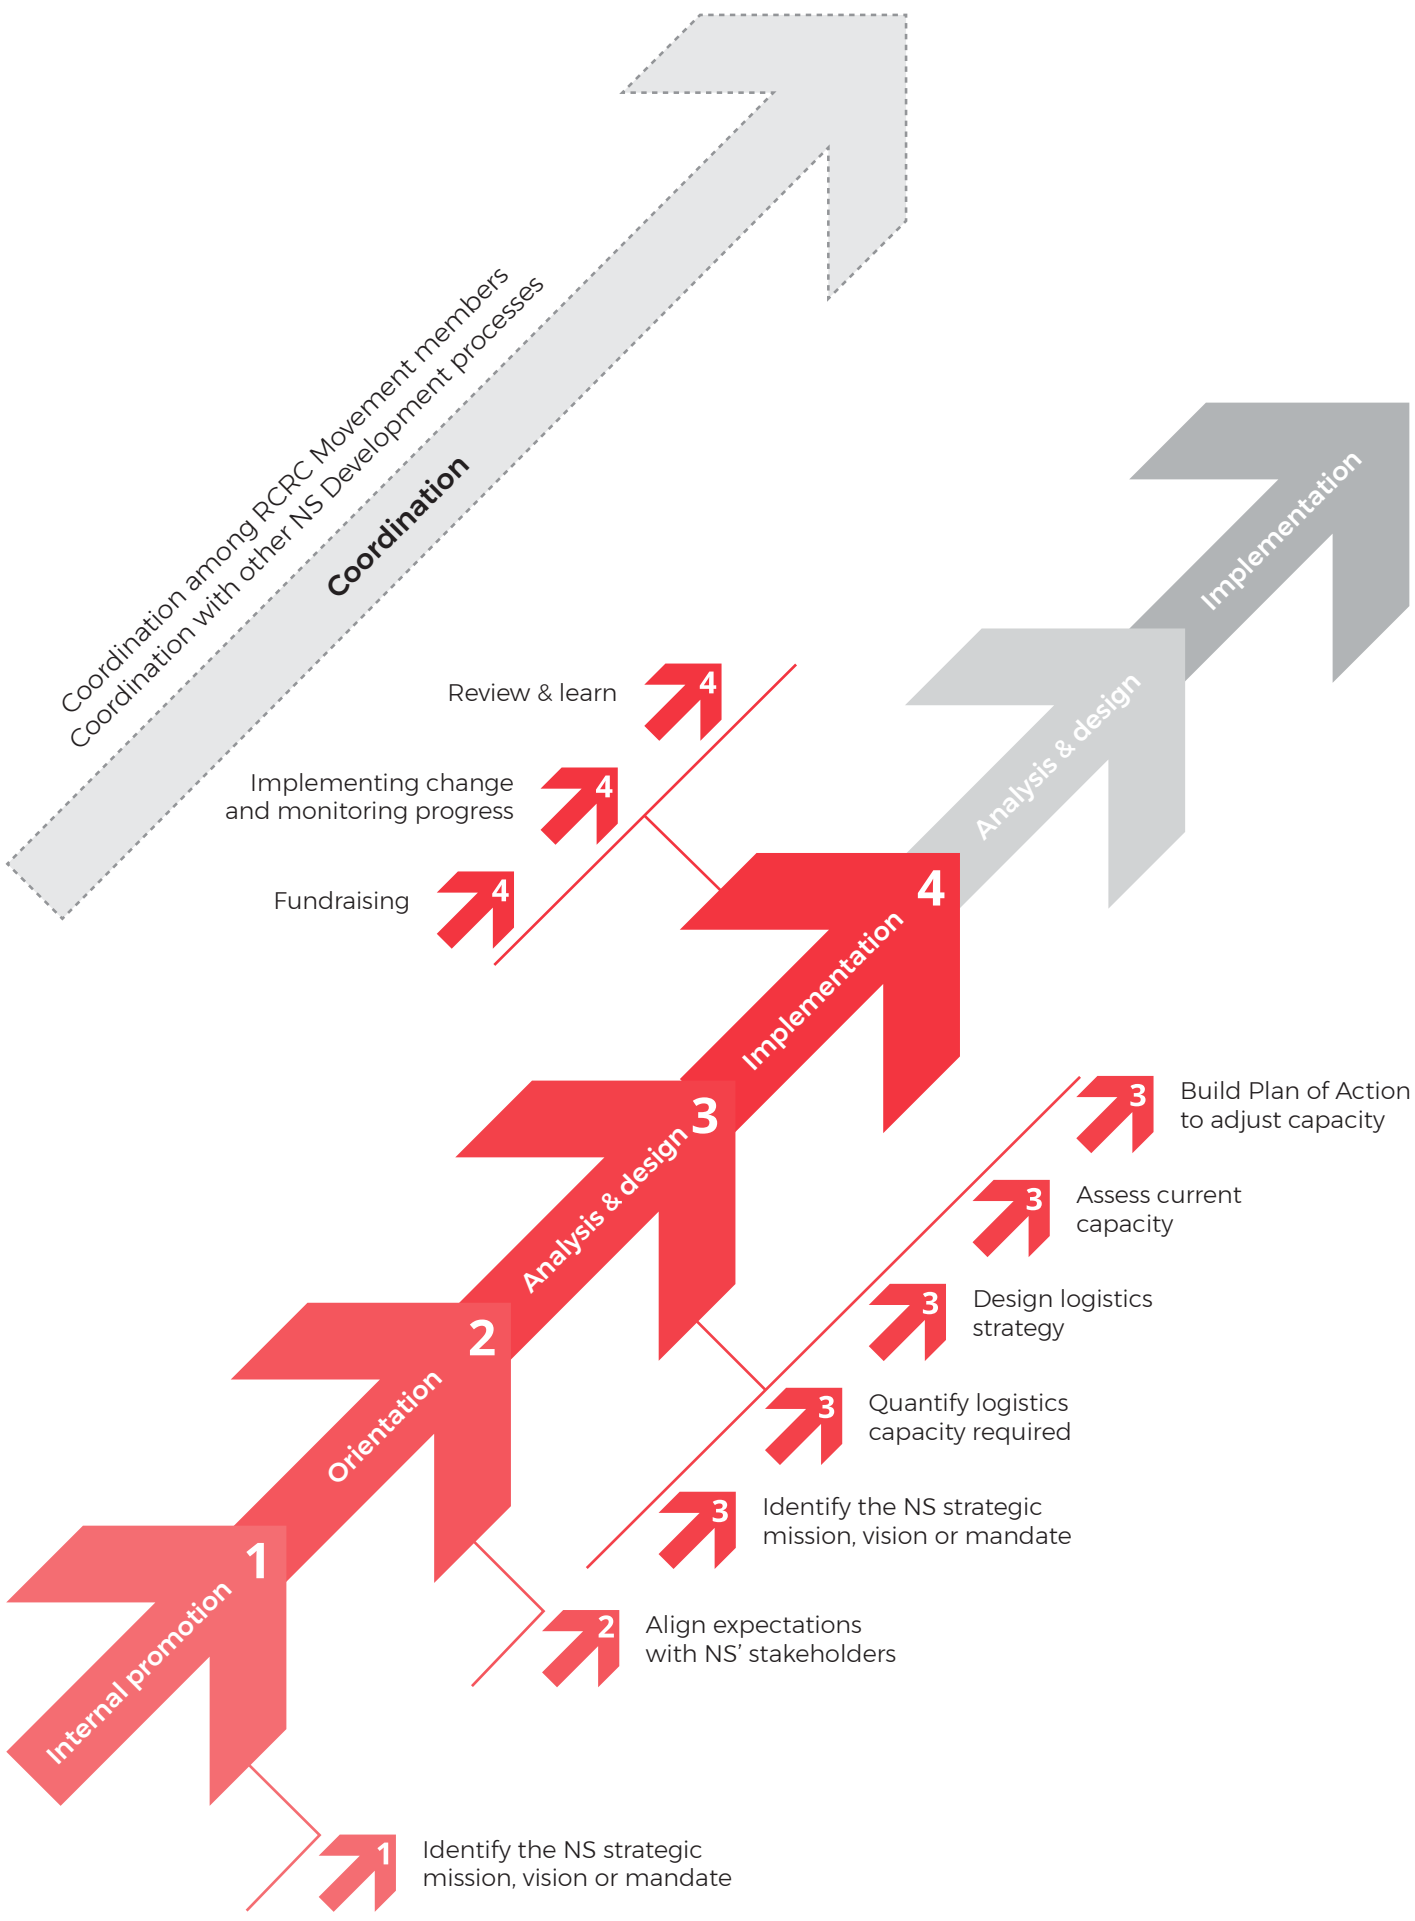 Coordination among RCRC Movement members
Coordination with other NS Development processes
Coordination
Implementation
Analysis & design
Review & learn
4
Implementing change
and monitoring progress
4
Fundraising
4
4
Implementation
3
Analysis & design
3
Build Plan of Action
to adjust capacity
3
Assess current
capacity
3
Design logistics
strategy
3
Quantify logistics
capacity required
3
Identify the NS strategic
mission, vision or mandate
2
Orientation
2
Align expectations
with NS’ stakeholders
1
Internal promotion
1
Identify the NS strategic
mission, vision or mandate